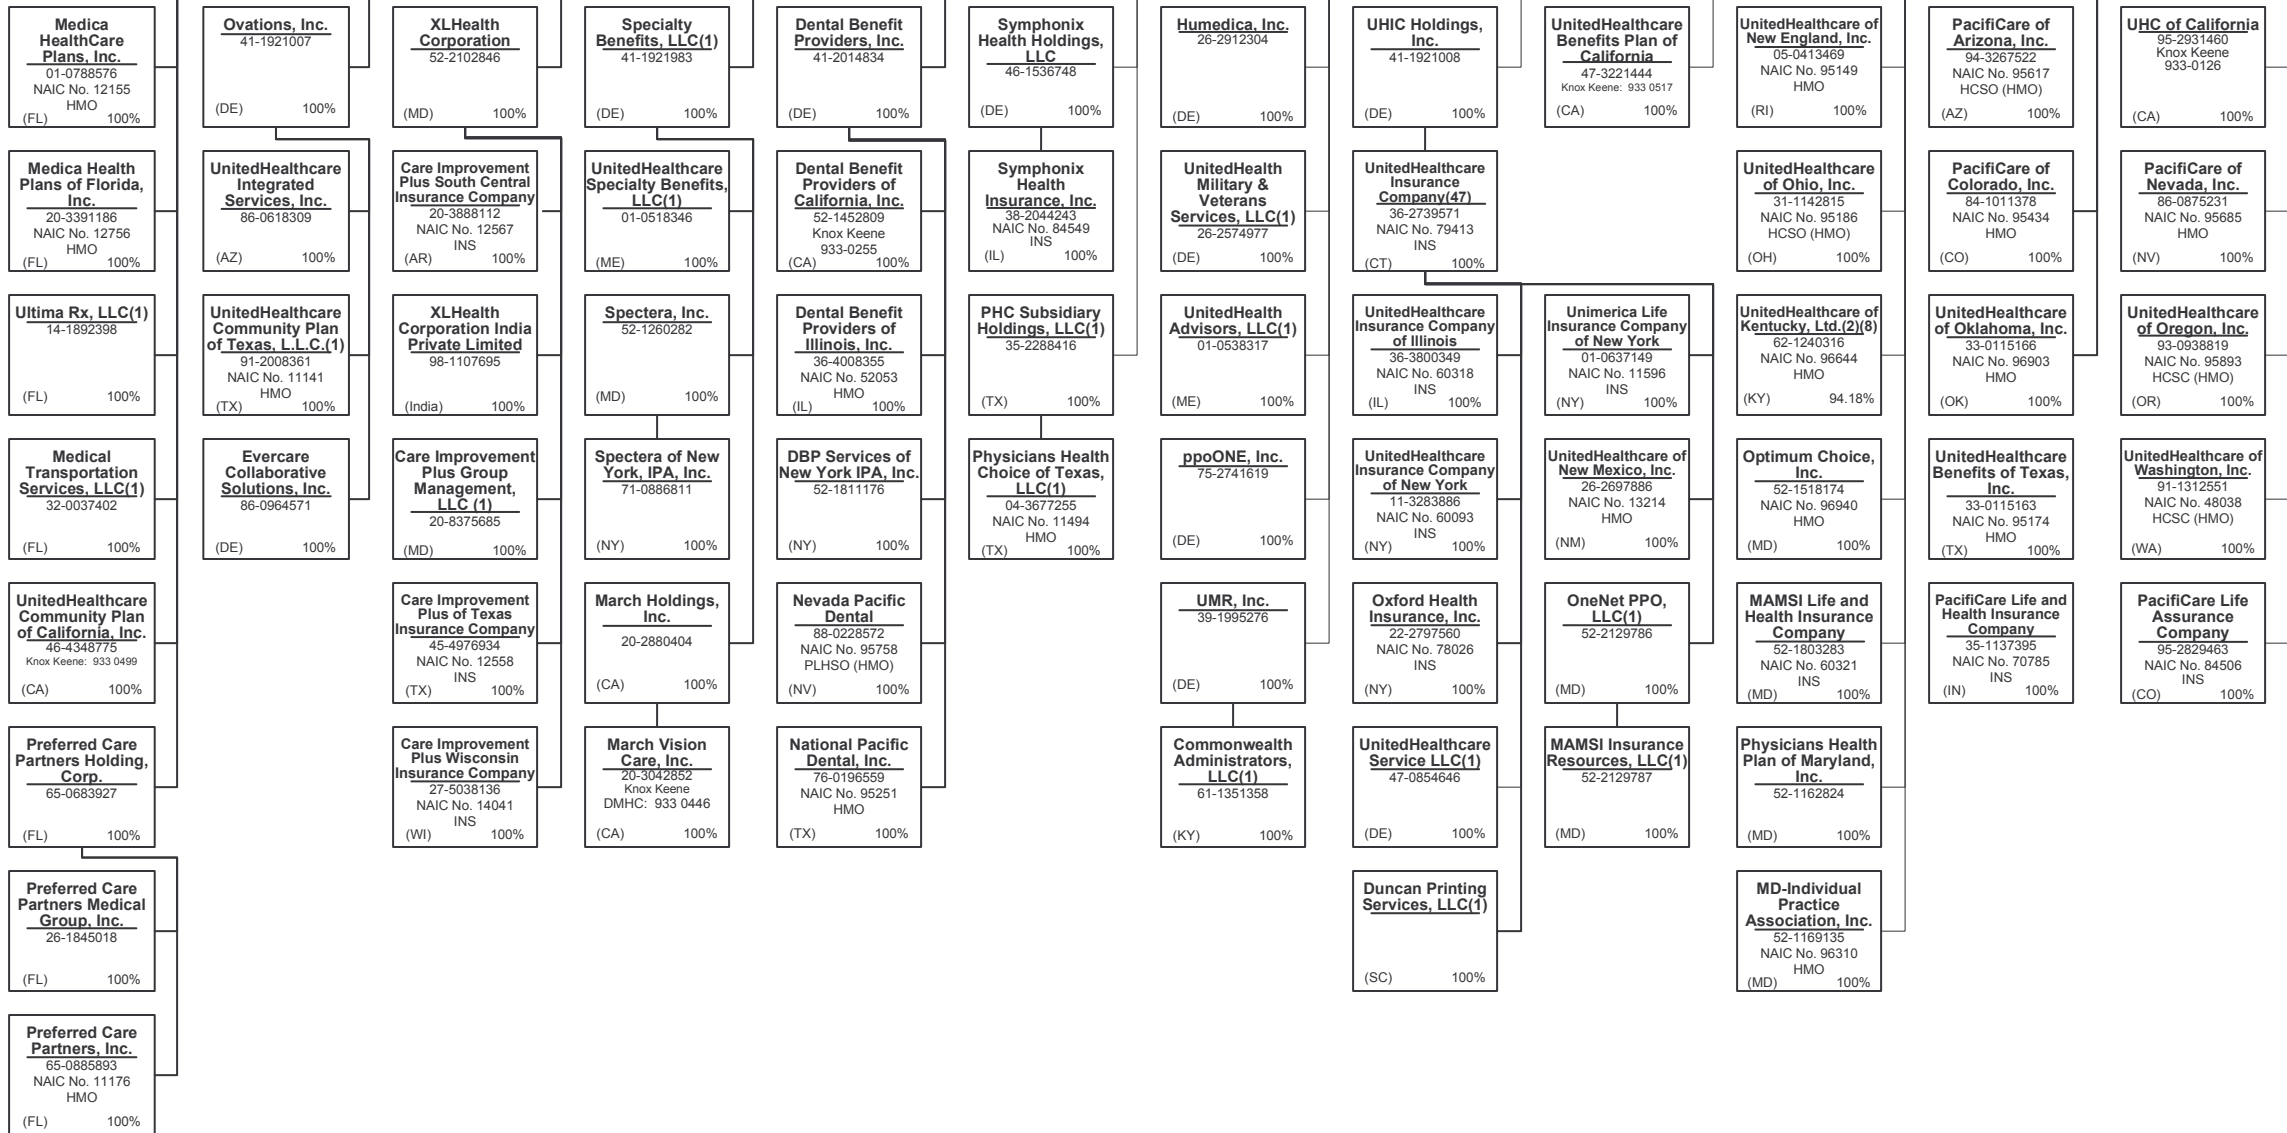 Medica
HealthCare
Plans, Inc.
01-0788576
NAIC No. 12155
HMO
(FL) 100%
Medica Health
Plans of Florida,
Inc.
20-3391186
NAIC No. 12756
HMO
(FL) 100%
Ultima Rx, LLC(1)
14-1892398
(FL) 100%
Medical
Transportation
Services, LLC(1)
32-0037402
(FL) 100%
UnitedHealthcare
Community Plan
of California, Inc.
46-4348775
Knox Keene: 933 0499
(CA) 100%
Preferred Care
Partners Holding,
Corp.
65-0683927
(FL) 100%
Preferred Care
Partners Medical
Group, Inc.
26-1845018
(FL) 100%
Preferred Care
Partners, Inc.
65-0885893
NAIC No. 11176
HMO
(FL) 100%
Ovations, Inc.
41-1921007
(DE) 100%
UnitedHealthcare
Integrated
Services, Inc.
86-0618309
(AZ) 100%
UnitedHealthcare
Community Plan
of Texas, L.L.C.(1)
91-2008361
NAIC No. 11141
HMO
(TX) 100%
Evercare
Collaborative
Solutions, Inc.
86-0964571
(DE) 100%
XLHealth
Corporation
52-2102846
(MD) 100%
Care Improvement
Plus South Central
Insurance Company
20-3888112
NAIC No. 12567
INS
(AR) 100%
XLHealth
Corporation India
Private Limited
98-1107695
(India) 100%
Care Improvement
Plus Group
Management,
LLC (1)
20-8375685
(MD) 100%
Care Improvement
Plus of Texas
Insurance Company
45-4976934
NAIC No. 12558
INS
(TX) 100%
Care Improvement
Plus Wisconsin
Insurance Company
27-5038136
NAIC No. 14041
INS
(WI) 100%
Specialty
Benefits, LLC(1)
41-1921983
(DE) 100%
UnitedHealthcare
Specialty Benefits,
LLC(1)
01-0518346
(ME) 100%
Spectera, Inc.
52-1260282
(MD) 100%
Spectera of New
York, IPA, Inc.
71-0886811
(NY) 100%
March Holdings,
Inc.
20-2880404
(CA) 100%
March Vision
Care, Inc.
20-3042852
Knox Keene
DMHC: 933 0446
(CA) 100%
Dental Benefit
Providers, Inc.
41-2014834
(DE) 100%
Dental Benefit
Providers of
California, Inc.
52-1452809
Knox Keene
933-0255
(CA) 100%
Dental Benefit
Providers of
Illinois, Inc.
36-4008355
NAIC No. 52053
HMO
(IL) 100%
DBP Services of
New York IPA, Inc.
52-1811176
(NY) 100%
Nevada Pacific
Dental
88-0228572
NAIC No. 95758
PLHSO (HMO)
(NV) 100%
National Pacific
Dental, Inc.
76-0196559
NAIC No. 95251
HMO
(TX) 100%
Symphonix
Health Holdings,
LLC
46-1536748
(DE) 100%
Symphonix
Health
Insurance, Inc.
38-2044243
NAIC No. 84549
INS
(IL) 100%
PHC Subsidiary
Holdings, LLC(1)
35-2288416
(TX) 100%
Physicians Health
Choice of Texas,
LLC(1)
04-3677255
NAIC No. 11494
HMO
(TX) 100%
Humedica, Inc.
26-2912304
(DE) 100%
UnitedHealth
Military &
Veterans
Services, LLC(1)
26-2574977
(DE) 100%
UnitedHealth
Advisors, LLC(1)
01-0538317
(ME) 100%
ppoONE, Inc.
75-2741619
(DE) 100%
UMR, Inc.
39-1995276
(DE) 100%
Commonwealth
Administrators,
LLC(1)
61-1351358
(KY) 100%
UHIC Holdings,
Inc.
41-1921008
(DE) 100%
UnitedHealthcare
Insurance
Company(47)
36-2739571
NAIC No. 79413
INS
(CT) 100%
UnitedHealthcare
Insurance Company
of Illinois
36-3800349
NAIC No. 60318
INS
(IL) 100%
UnitedHealthcare
Insurance Company
of New York
11-3283886
NAIC No. 60093
INS
(NY) 100%
Oxford Health
Insurance, Inc.
22-2797560
NAIC No. 78026
INS
(NY) 100%
UnitedHealthcare
Service LLC(1)
47-0854646
(DE) 100%
Duncan Printing
Services, LLC(1)
(SC) 100%
UnitedHealthcare
Benefits Plan of
California
47-3221444
Knox Keene: 933 0517
(CA) 100%
Unimerica Life
Insurance Company
of New York
01-0637149
NAIC No. 11596
INS
(NY) 100%
UnitedHealthcare of
New Mexico, Inc.
26-2697886
NAIC No. 13214
HMO
(NM) 100%
OneNet PPO,
LLC(1)
52-2129786
(MD) 100%
MAMSI Insurance
Resources, LLC(1)
52-2129787
(MD) 100%
UnitedHealthcare of
New England, Inc.
05-0413469
NAIC No. 95149
HMO
(RI) 100%
UnitedHealthcare
of Ohio, Inc.
31-1142815
NAIC No. 95186
HCSO (HMO)
(OH) 100%
UnitedHealthcare of
Kentucky, Ltd.(2)(8)
62-1240316
NAIC No. 96644
HMO
(KY) 94.18%
Optimum Choice,
Inc.
52-1518174
NAIC No. 96940
HMO
(MD) 100%
MAMSI Life and
Health Insurance
Company
52-1803283
NAIC No. 60321
INS
(MD) 100%
Physicians Health
Plan of Maryland,
Inc.
52-1162824
(MD) 100%
MD-Individual
Practice
Association, Inc.
52-1169135
NAIC No. 96310
HMO
(MD) 100%
PacifiCare of
Arizona, Inc.
94-3267522
NAIC No. 95617
HCSO (HMO)
(AZ) 100%
PacifiCare of
Colorado, Inc.
84-1011378
NAIC No. 95434
HMO
(CO) 100%
UnitedHealthcare
of Oklahoma, Inc.
33-0115166
NAIC No. 96903
HMO
(OK) 100%
UnitedHealthcare
Benefits of Texas,
Inc.
33-0115163
NAIC No. 95174
HMO
(TX) 100%
PacifiCare Life and
Health Insurance
Company
35-1137395
NAIC No. 70785
INS
(IN) 100%
UHC of California
95-2931460
Knox Keene
933-0126
(CA) 100%
PacifiCare of
Nevada, Inc.
86-0875231
NAIC No. 95685
HMO
(NV) 100%
UnitedHealthcare
of Oregon, Inc.
93-0938819
NAIC No. 95893
HCSC (HMO)
(OR) 100%
UnitedHealthcare of
Washington, Inc.
91-1312551
NAIC No. 48038
HCSC (HMO)
(WA) 100%
PacifiCare Life
Assurance
Company
95-2829463
NAIC No. 84506
INS
(CO) 100%